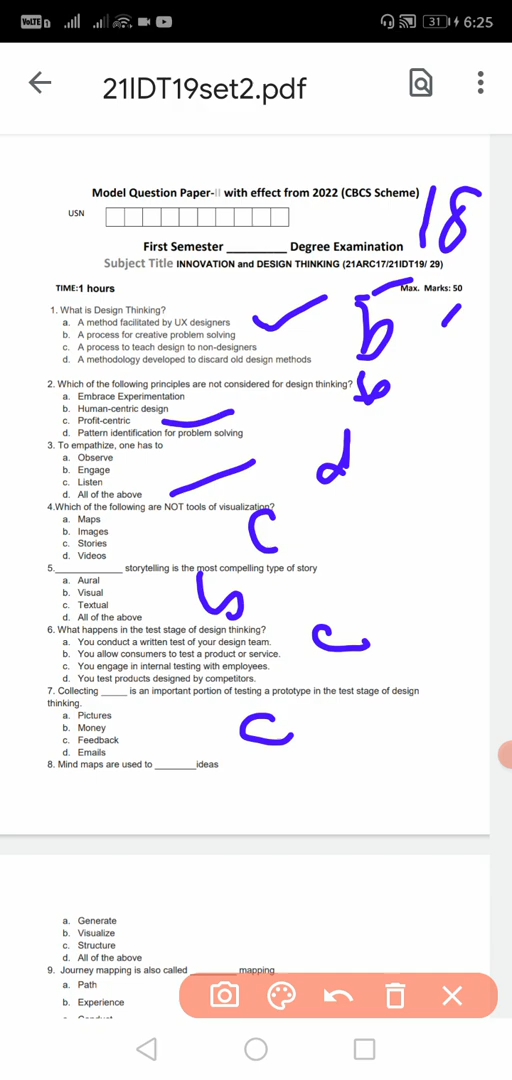 VoLTE D 31 6:25
21IDT19set2.pdf
Model Question Paper-II with effect from 2022 (CBCS Scheme)
18
USN
First Semester ________ Degree Examination
Subject Title INNOVATION and DESIGN THINKING (21ARC17/21IDT19/ 29)
TIME:1 hours Max. Marks: 50
1. What is Design Thinking?
a. A method facilitated by UX designers
b. A process for creative problem solving
b
c. A process to teach design to non-designers
d. A methodology developed to discard old design methods
2. Which of the following principles are not considered for design thinking?
a. Embrace Experimentation
b. Human-centric design
c. Profit-centric
d. Pattern identification for problem solving
3. To empathize, one has to
a. Observe
d
b. Engage
c. Listen
d. All of the above
4.Which of the following are NOT tools of visualization?
a. Maps
b. Images
C
c. Stories
d. Videos
5.____________ storytelling is the most compelling type of story
a. Aural
b. Visual
b
c. Textual
d. All of the above
6. What happens in the test stage of design thinking?
a. You conduct a written test of your design team.
C
b. You allow consumers to test a product or service.
c. You engage in internal testing with employees.
d. You test products designed by competitors.
7. Collecting _____ is an important portion of testing a prototype in the test stage of design
thinking.
a. Pictures
b. Money
C
c. Feedback
d. Emails
8. Mind maps are used to ________ideas
a. Generate
b. Visualize
c. Structure
d. All of the above
9. Journey mapping is also called _________ mapping
a. Path
b. Experience